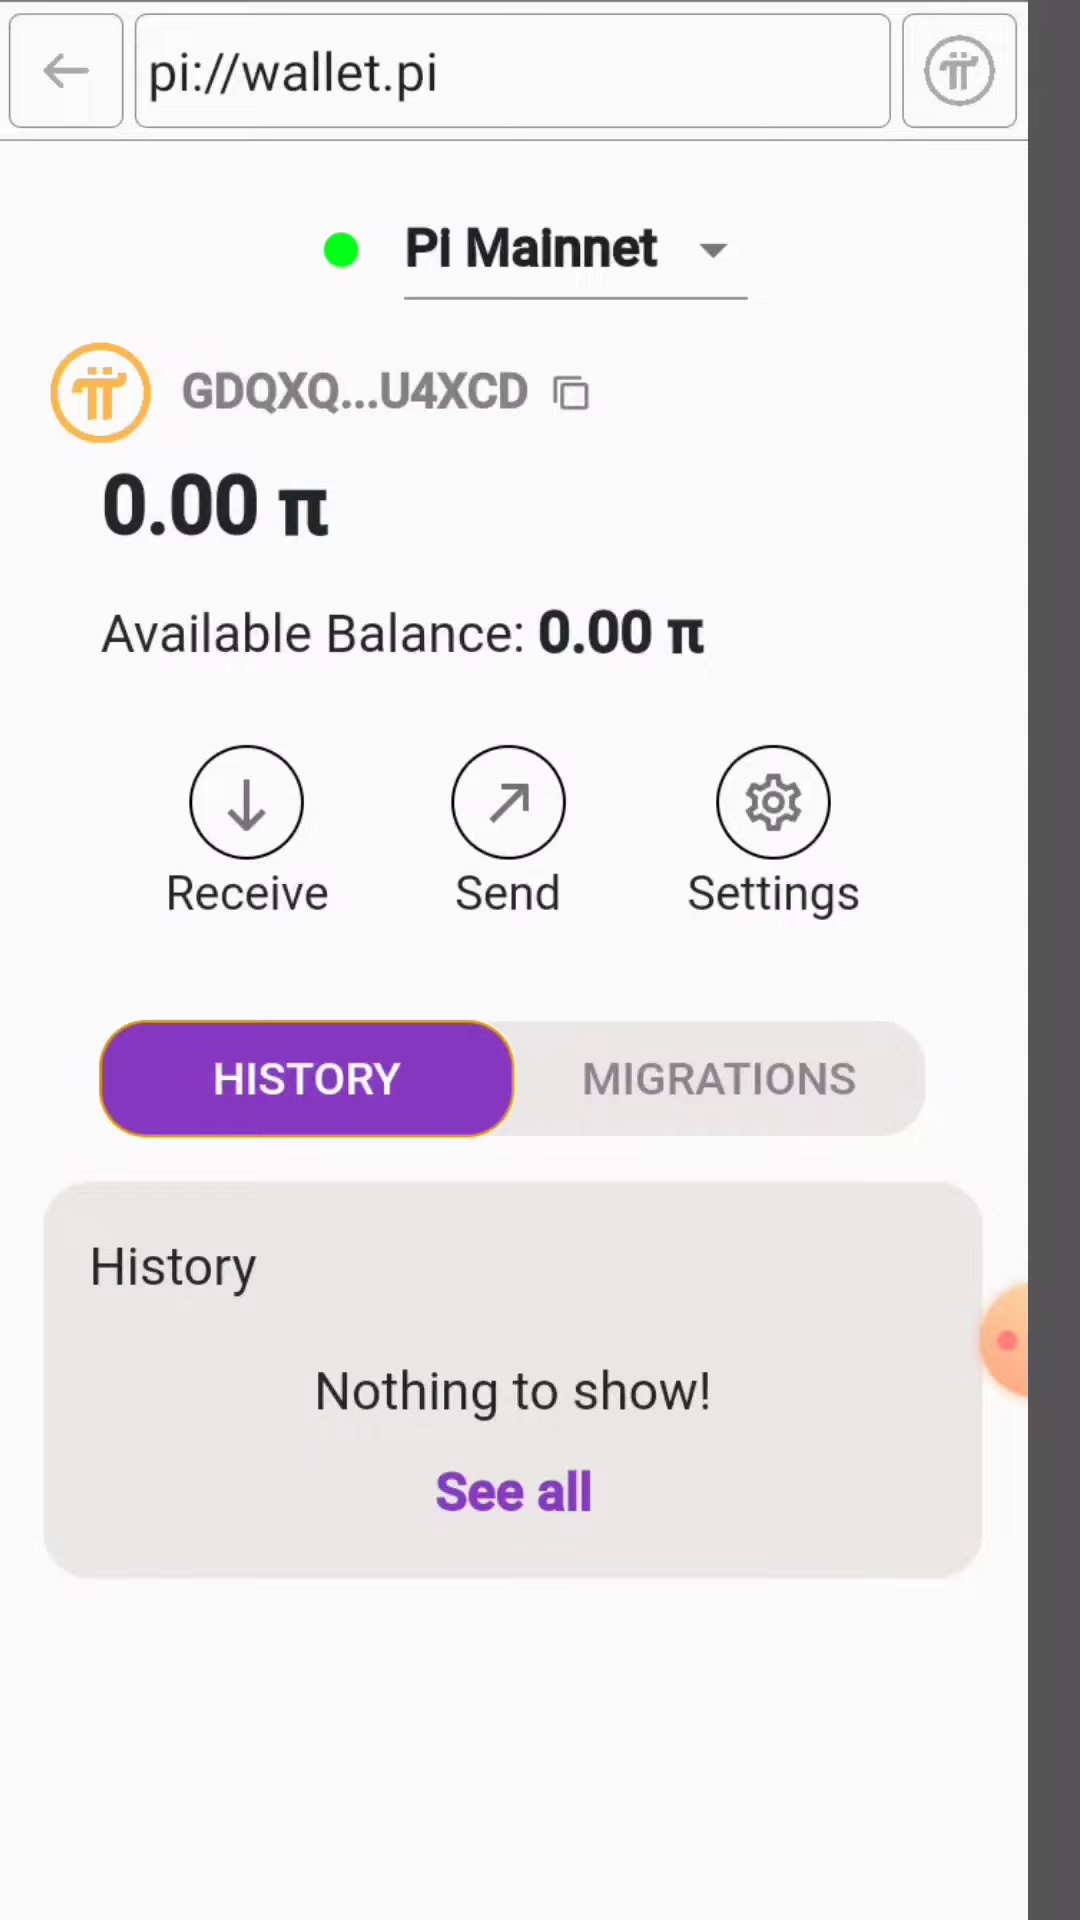 pi://wallet.pi
Pi Mainnet
GDQXQ...U4XCD
0.00 π
Available Balance: 0.00 π
Receive Send Settings
HISTORY MIGRATIONS
History
Nothing to show!
See all